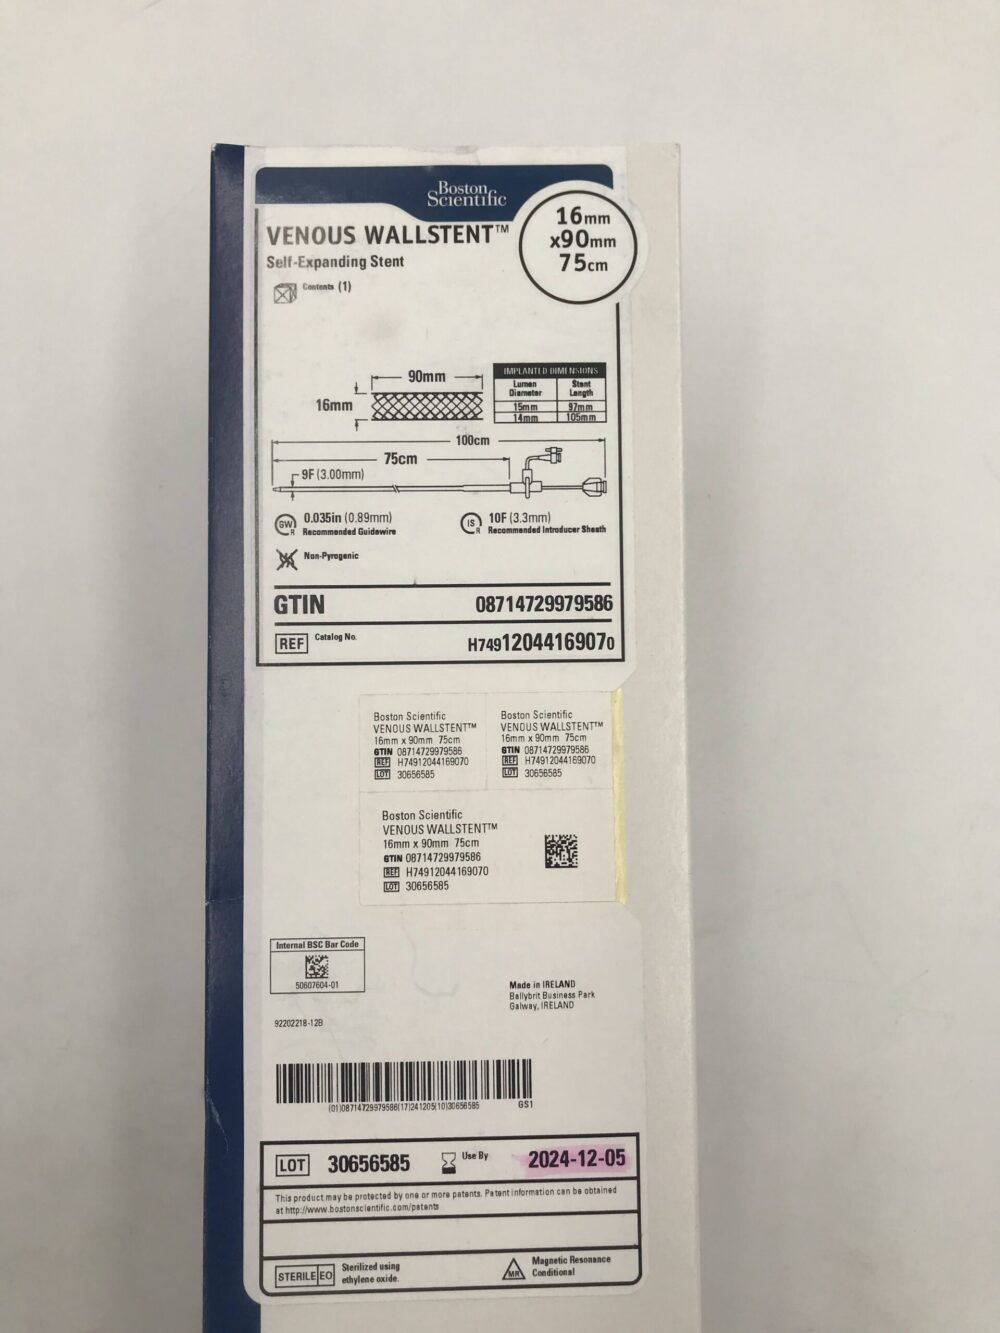 Boston
Scientific
VENOUS WALLSTENT™
Self-Expanding Stent
Contents (1)
16mm
x90mm
75cm
90mm
16mm
IMPLANTED DIMENSIONS
Lumen Diameter Stent Length
15mm 97mm
14mm 105mm
100cm
75cm
9F (3.00mm)
GW R 0.035in (0.89mm)
Recommended Guidewire
IS R 10F (3.3mm)
Recommended Introducer Sheath
Non-Pyrogenic
GTIN 08714729979586
REF Catalog No. H74912044169070
Boston Scientific
VENOUS WALLSTENT™
16mm x 90mm 75cm
GTIN 08714729979586
REF H74912044169070
LOT 30656585
Boston Scientific
VENOUS WALLSTENT™
16mm x 90mm 75cm
GTIN 08714729979586
REF H74912044169070
LOT 30656585
Boston Scientific
VENOUS WALLSTENT™
16mm x 90mm 75cm
GTIN 08714729979586
REF H74912044169070
LOT 30656585
Internal BSC Bar Code
50607604-01
Made in IRELAND
Ballybrit Business Park
Galway, IRELAND
92202218-12B
(01)08714729979586(17)241205(10)30656585 GS1
LOT 30656585 Use By 2024-12-05
This product may be protected by one or more patents. Patent information can be obtained
at http://www.bostonscientific.com/patents
STERILE EO Sterilized using
ethylene oxide.
MR Magnetic Resonance
Conditional